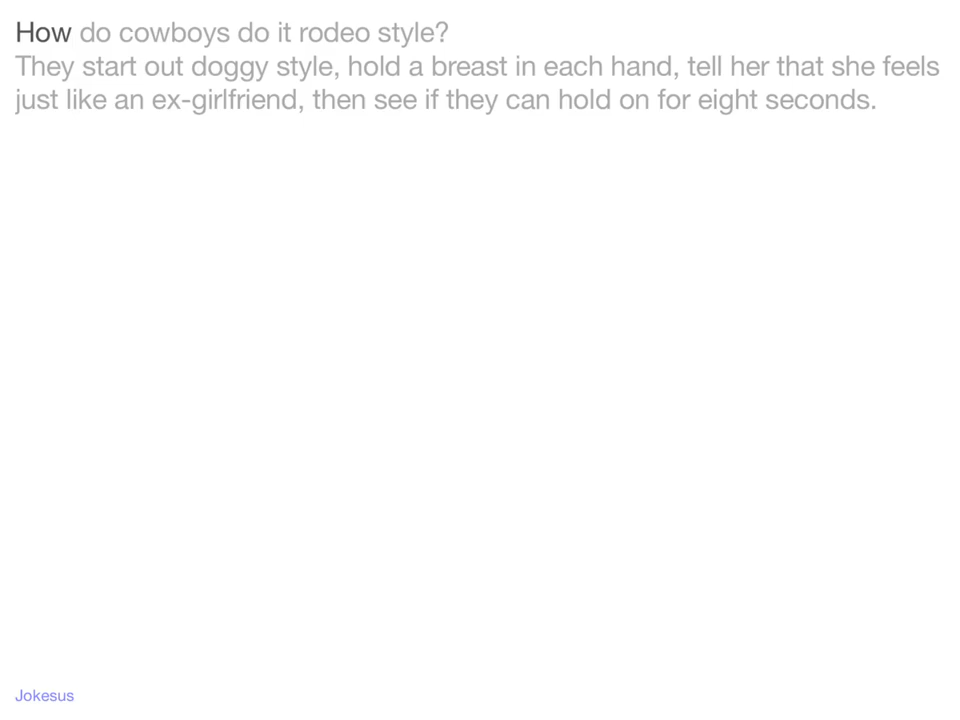 How do cowboys do it rodeo style?
They start out doggy style, hold a breast in each hand, tell her that she feels
just like an ex-girlfriend, then see if they can hold on for eight seconds.
Jokesus